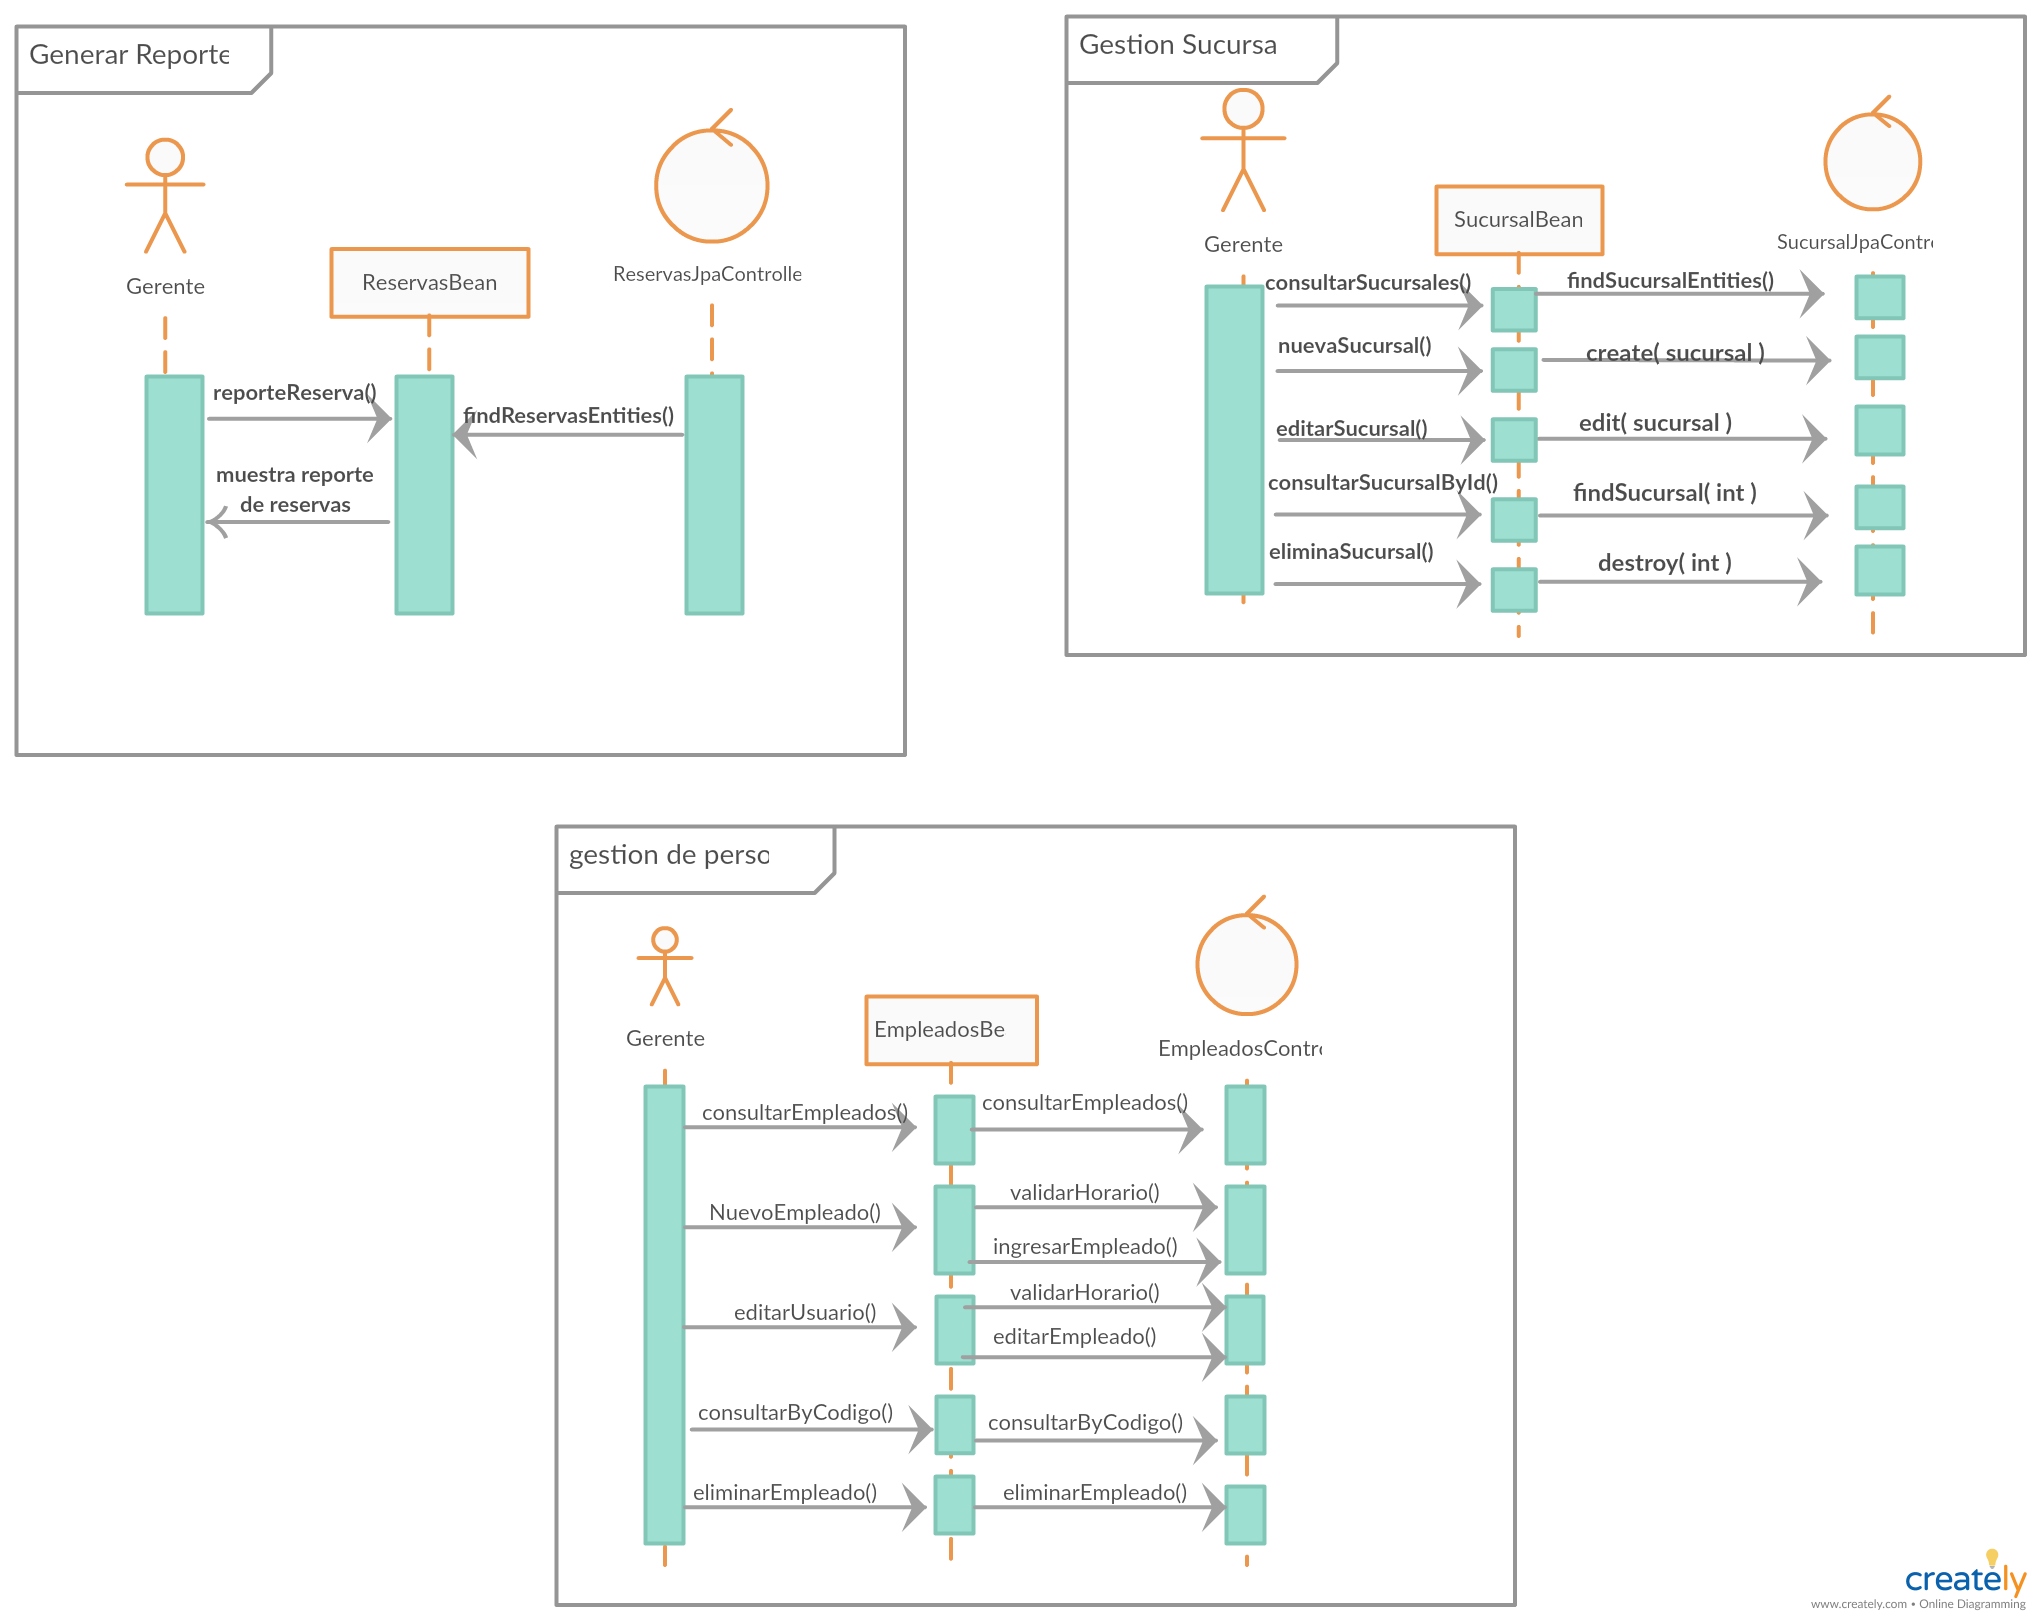 Generar Reporte
Gerente
ReservasBean
ReservasJpaControlle
reporteReserva()
findReservasEntities()
muestra reporte
de reservas
Gestion Sucursa
Gerente
SucursalBean
SucursalJpaContr
consultarSucursales()
findSucursalEntities()
nuevaSucursal()
create( sucursal )
editarSucursal()
edit( sucursal )
consultarSucursalById()
findSucursal( int )
eliminaSucursal()
destroy( int )
gestion de perso
Gerente
EmpleadosBe
EmpleadosContr
consultarEmpleados()
consultarEmpleados()
NuevoEmpleado()
validarHorario()
ingresarEmpleado()
editarUsuario()
validarHorario()
editarEmpleado()
consultarByCodigo()
consultarByCodigo()
eliminarEmpleado()
eliminarEmpleado()
creately
www.creately.com • Online Diagramming